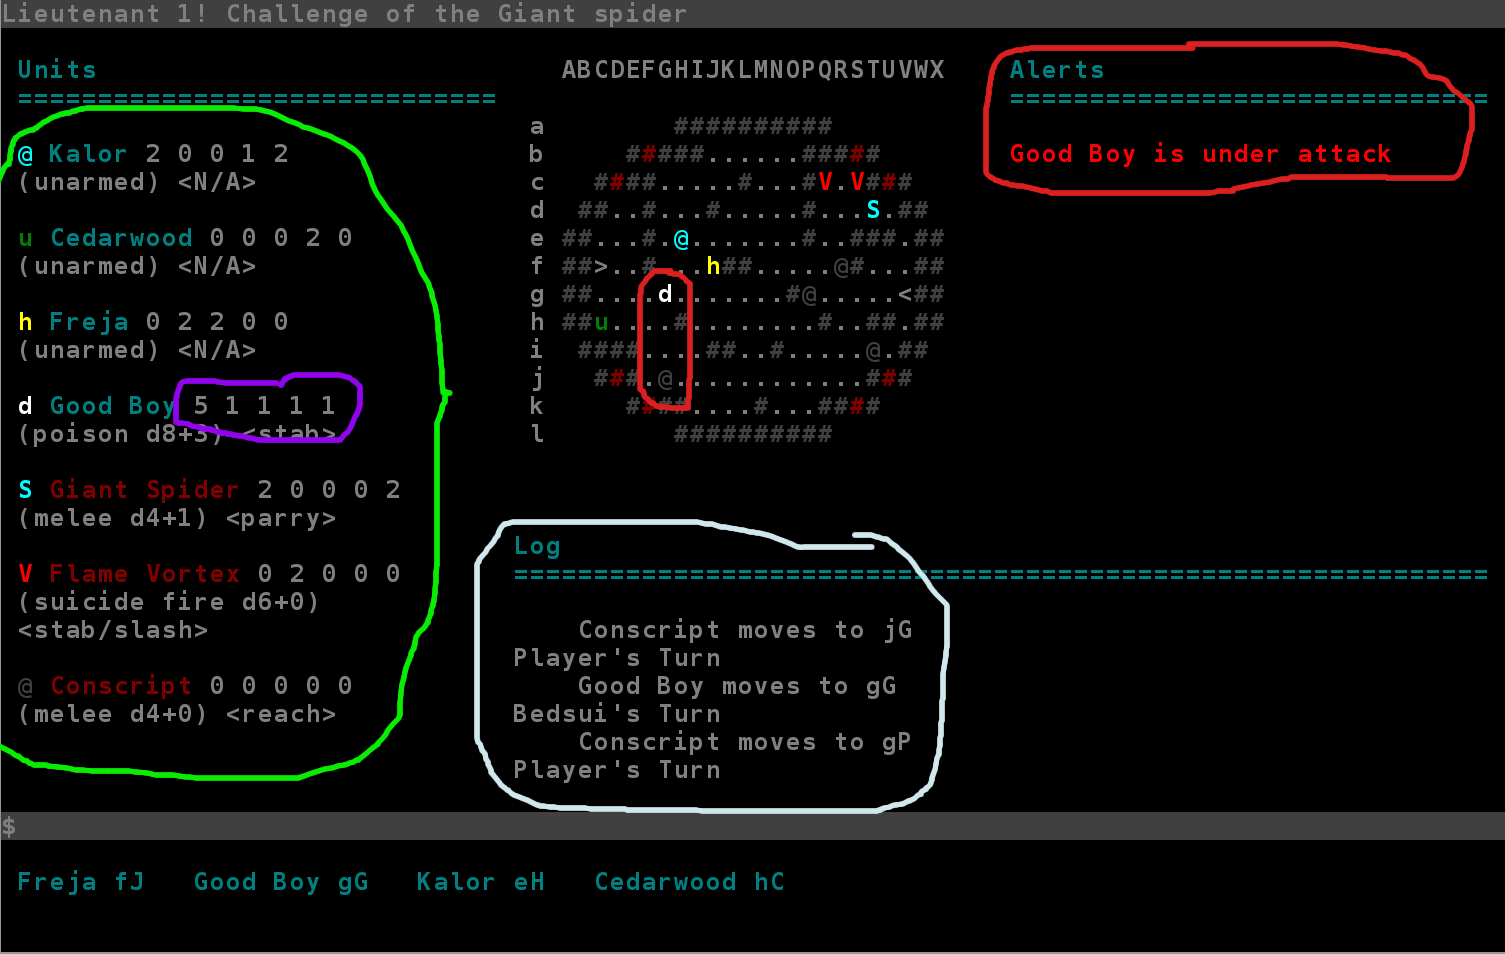 Lieutenant 1! Challenge of the Giant spider
Units
==============================
@ Kalor 2 0 0 1 2
(unarmed) <N/A>
u Cedarwood 0 0 0 2 0
(unarmed) <N/A>
h Freja 0 2 2 0 0
(unarmed) <N/A>
d Good Boy 5 1 1 1 1
(poison d8+3) <stab>
S Giant Spider 2 0 0 0 2
(melee d4+1) <parry>
V Flame Vortex 0 2 0 0 0
(suicide fire d6+0)
<stab/slash>
@ Conscript 0 0 0 0 0
(melee d4+0) <reach>
ABCDEFGHIJKLMNOPQRSTUVWX
a ##########
b #####......#####
c ####.....#...#V.V###
d ##..#...#.....#...S.##
e ##...#.@.......#..###.##
f ##>..#...h##.....@#...##
g ##....d.......#@.....<##
h ##u....#........#..##.##
i ####....##..#.....@.##
j ###.@............###
k ####....#...####
l ##########
Alerts
==============================
Good Boy is under attack
Log
=============================================================
Conscript moves to jG
Player's Turn
Good Boy moves to gG
Bedsui's Turn
Conscript moves to gP
Player's Turn
$
Freja fJ Good Boy gG Kalor eH Cedarwood hC